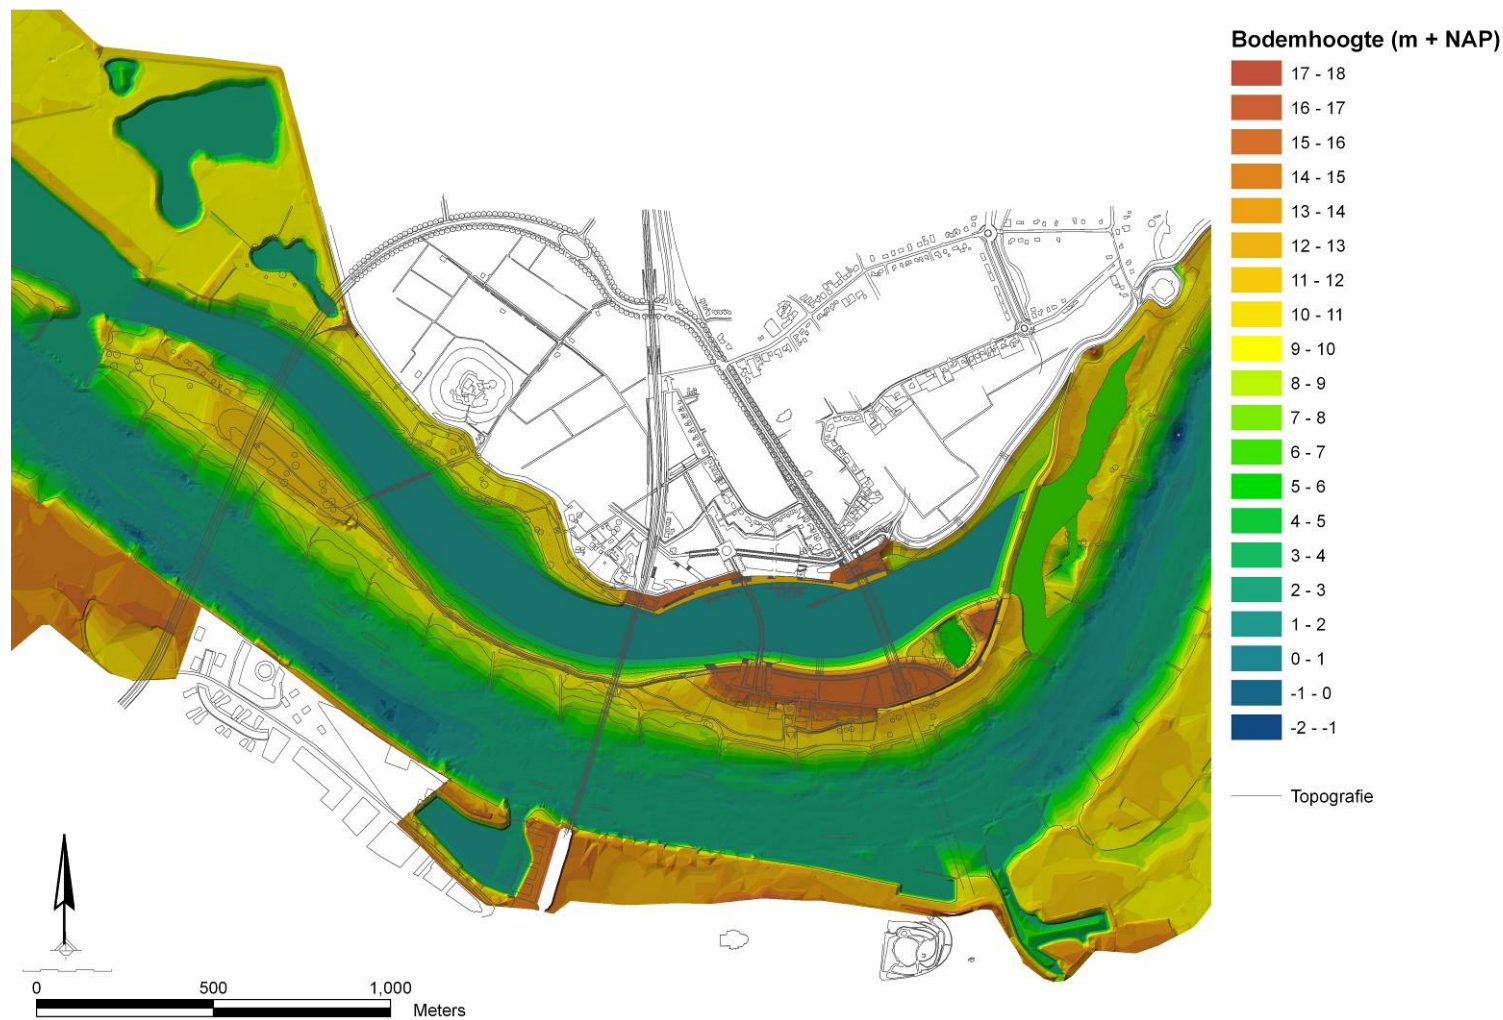 Bodemhoogte (m + NAP)
17 - 18
16 - 17
15 - 16
14 - 15
13 - 14
12 - 13
11 - 12
10 - 11
9 - 10
8 - 9
7 - 8
6 - 7
5 - 6
4 - 5
3 - 4
2 - 3
1 - 2
0 - 1
-1 - 0
-2 - -1
Topografie
0 500 1,000
Meters